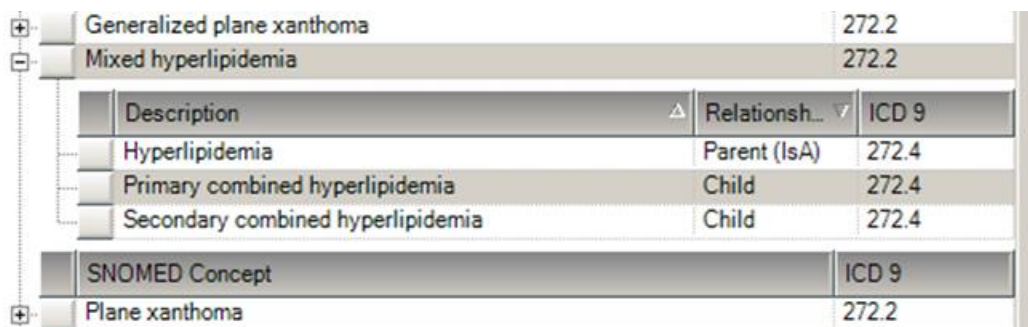 Generalized plane xanthoma 272.2
Mixed hyperlipidemia 272.2
Description Relationsh... ICD 9
Hyperlipidemia Parent (IsA) 272.4
Primary combined hyperlipidemia Child 272.4
Secondary combined hyperlipidemia Child 272.4
SNOMED Concept ICD 9
Plane xanthoma 272.2